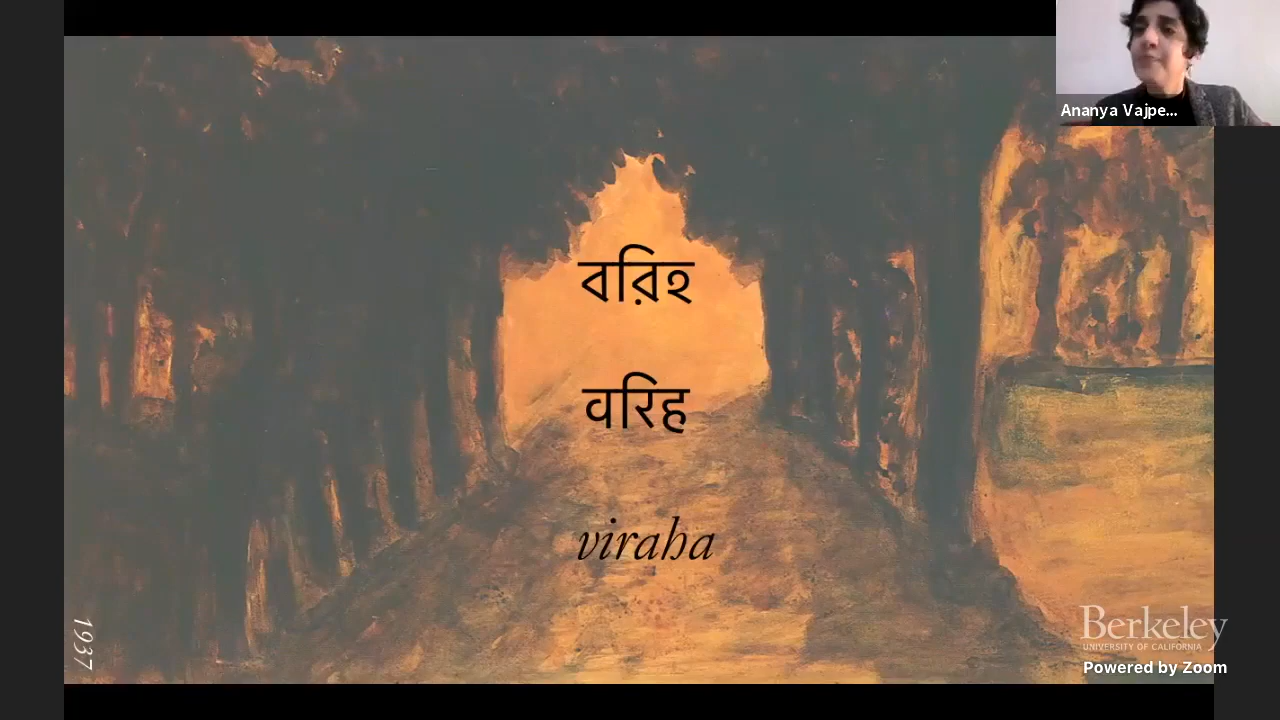 Ananya Vajpe...
বরিহ
वरिह
viraha
1937
Berkeley
UNIVERSITY OF CALIFORNIA
Powered by Zoom